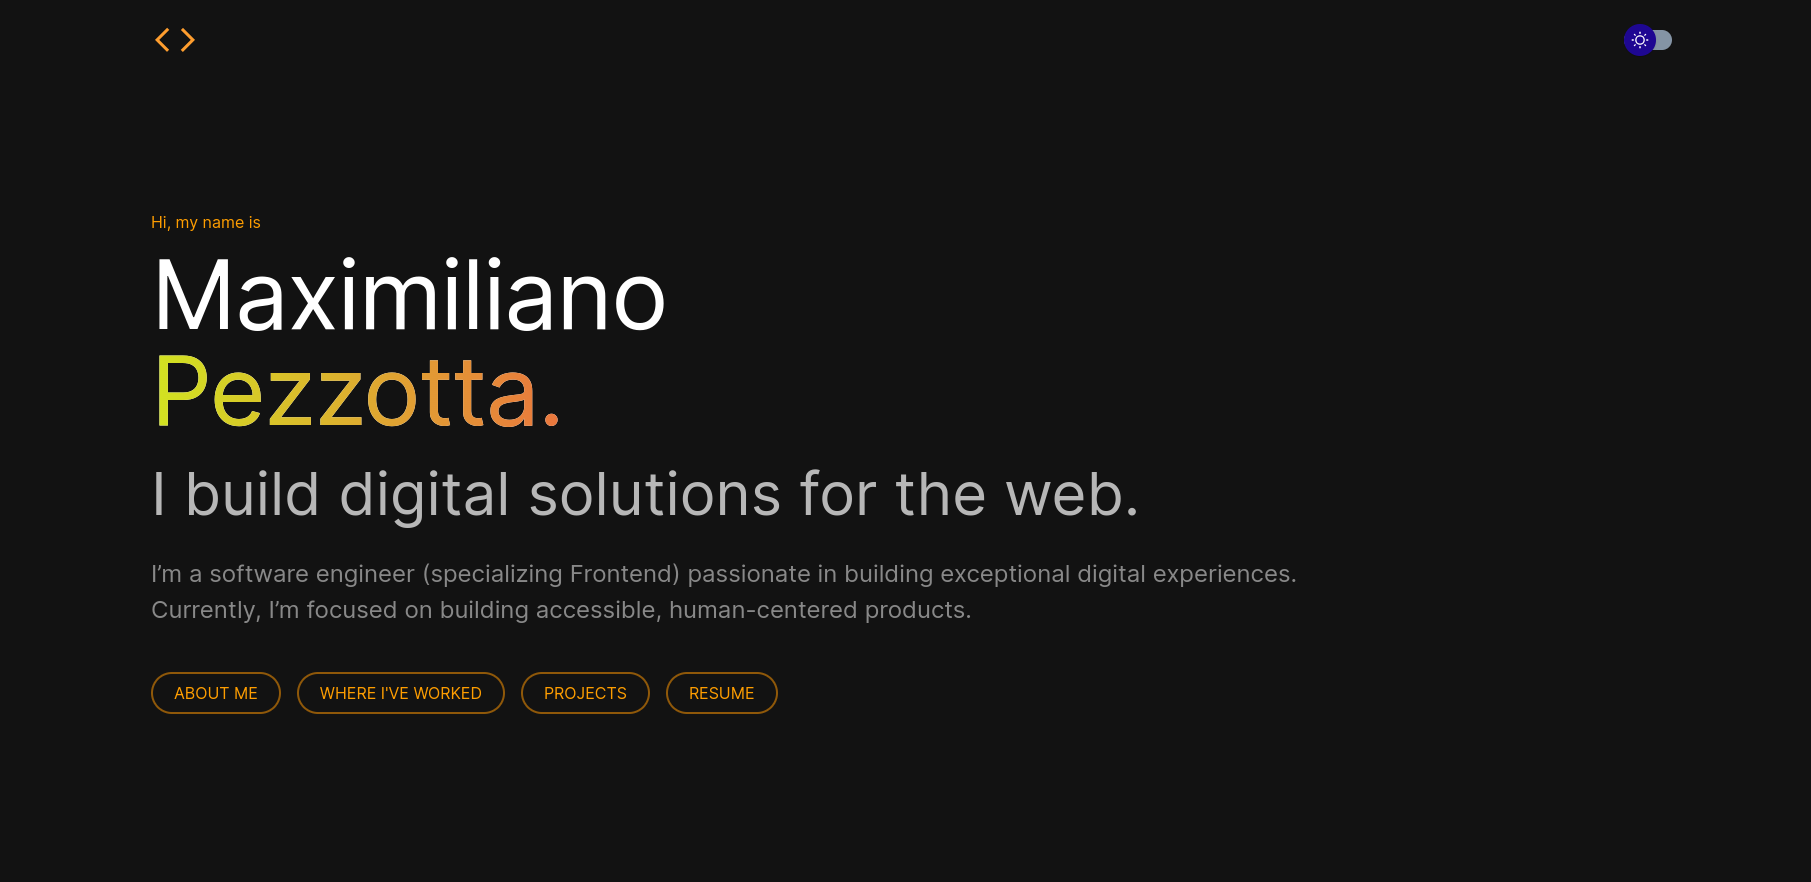 < >
Hi, my name is
Maximiliano
Pezzotta.
I build digital solutions for the web.
I’m a software engineer (specializing Frontend) passionate in building exceptional digital experiences.
Currently, I’m focused on building accessible, human-centered products.
ABOUT ME
WHERE I'VE WORKED
PROJECTS
RESUME